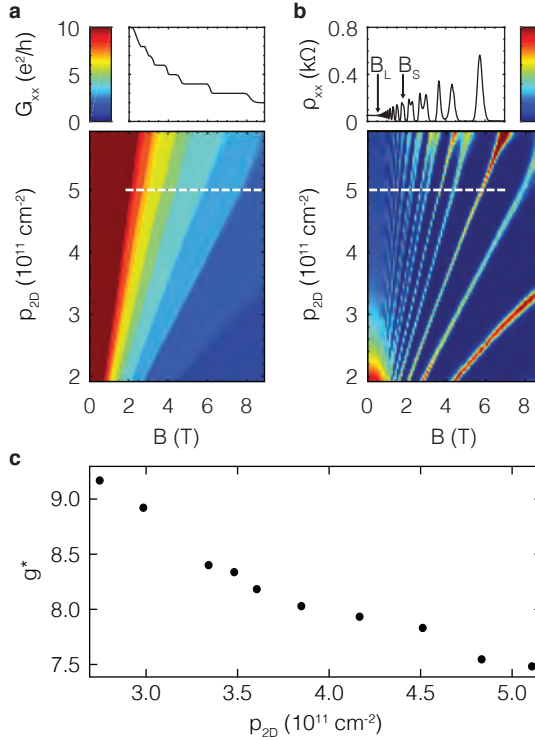 a
b
G_xx (e²/h)
10
5
0
ρ_xx (kΩ)
0.8
0.4
0
B_L
B_S
p_2D (10¹¹ cm⁻²)
5
4
3
2
0 2 4 6 8
B (T)
p_2D (10¹¹ cm⁻²)
5
4
3
2
0 2 4 6 8
B (T)
c
g*
9.0
8.5
8.0
7.5
3.0 3.5 4.0 4.5 5.0
p_2D (10¹¹ cm⁻²)